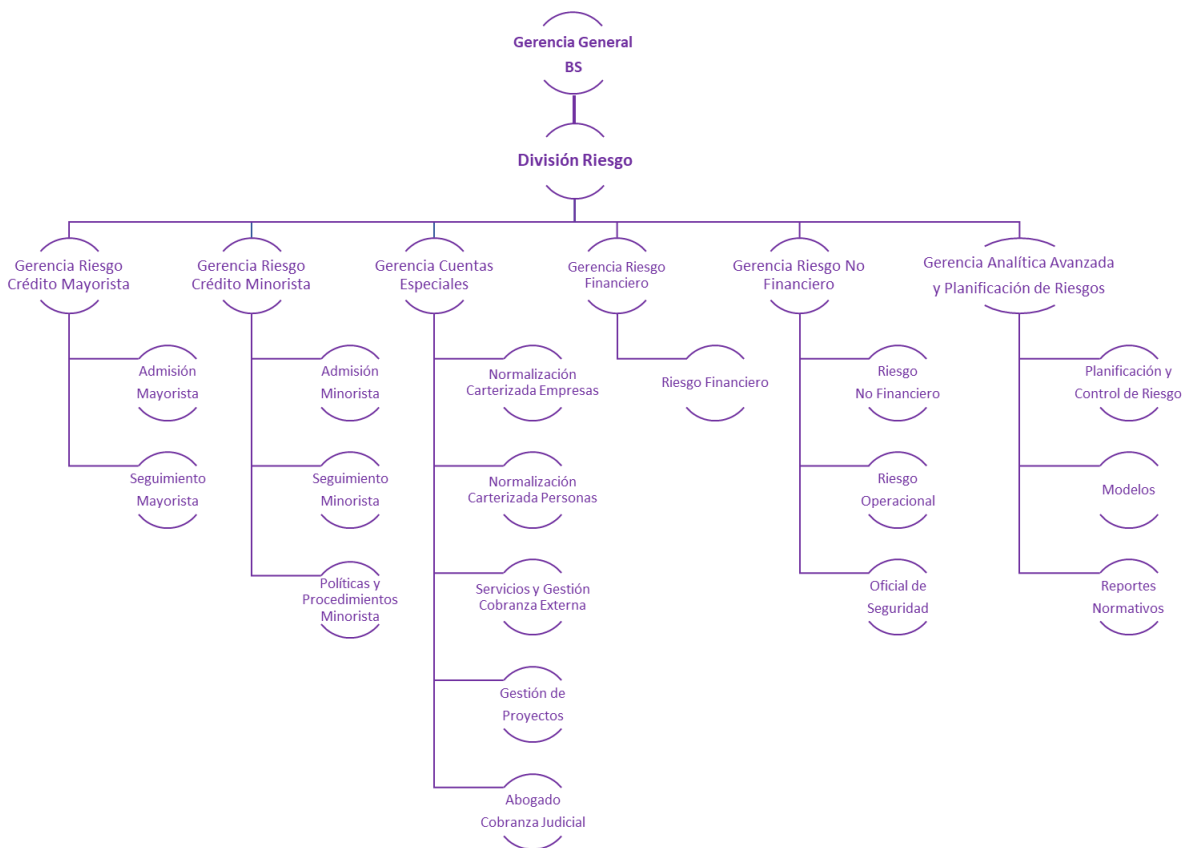 Gerencia General
BS
División Riesgo
Gerencia Riesgo
Crédito Mayorista
Gerencia Riesgo
Crédito Minorista
Gerencia Cuentas
Especiales
Gerencia Riesgo
Financiero
Gerencia Riesgo No
Financiero
Gerencia Analítica Avanzada
y Planificación de Riesgos
Admisión
Mayorista
Seguimiento
Mayorista
Admisión
Minorista
Seguimiento
Minorista
Políticas y
Procedimientos
Minorista
Normalización
Carterizada Empresas
Normalización
Carterizada Personas
Servicios y Gestión
Cobranza Externa
Gestión de
Proyectos
Abogado
Cobranza Judicial
Riesgo Financiero
Riesgo
No Financiero
Riesgo
Operacional
Oficial de
Seguridad
Planificación y
Control de Riesgo
Modelos
Reportes
Normativos